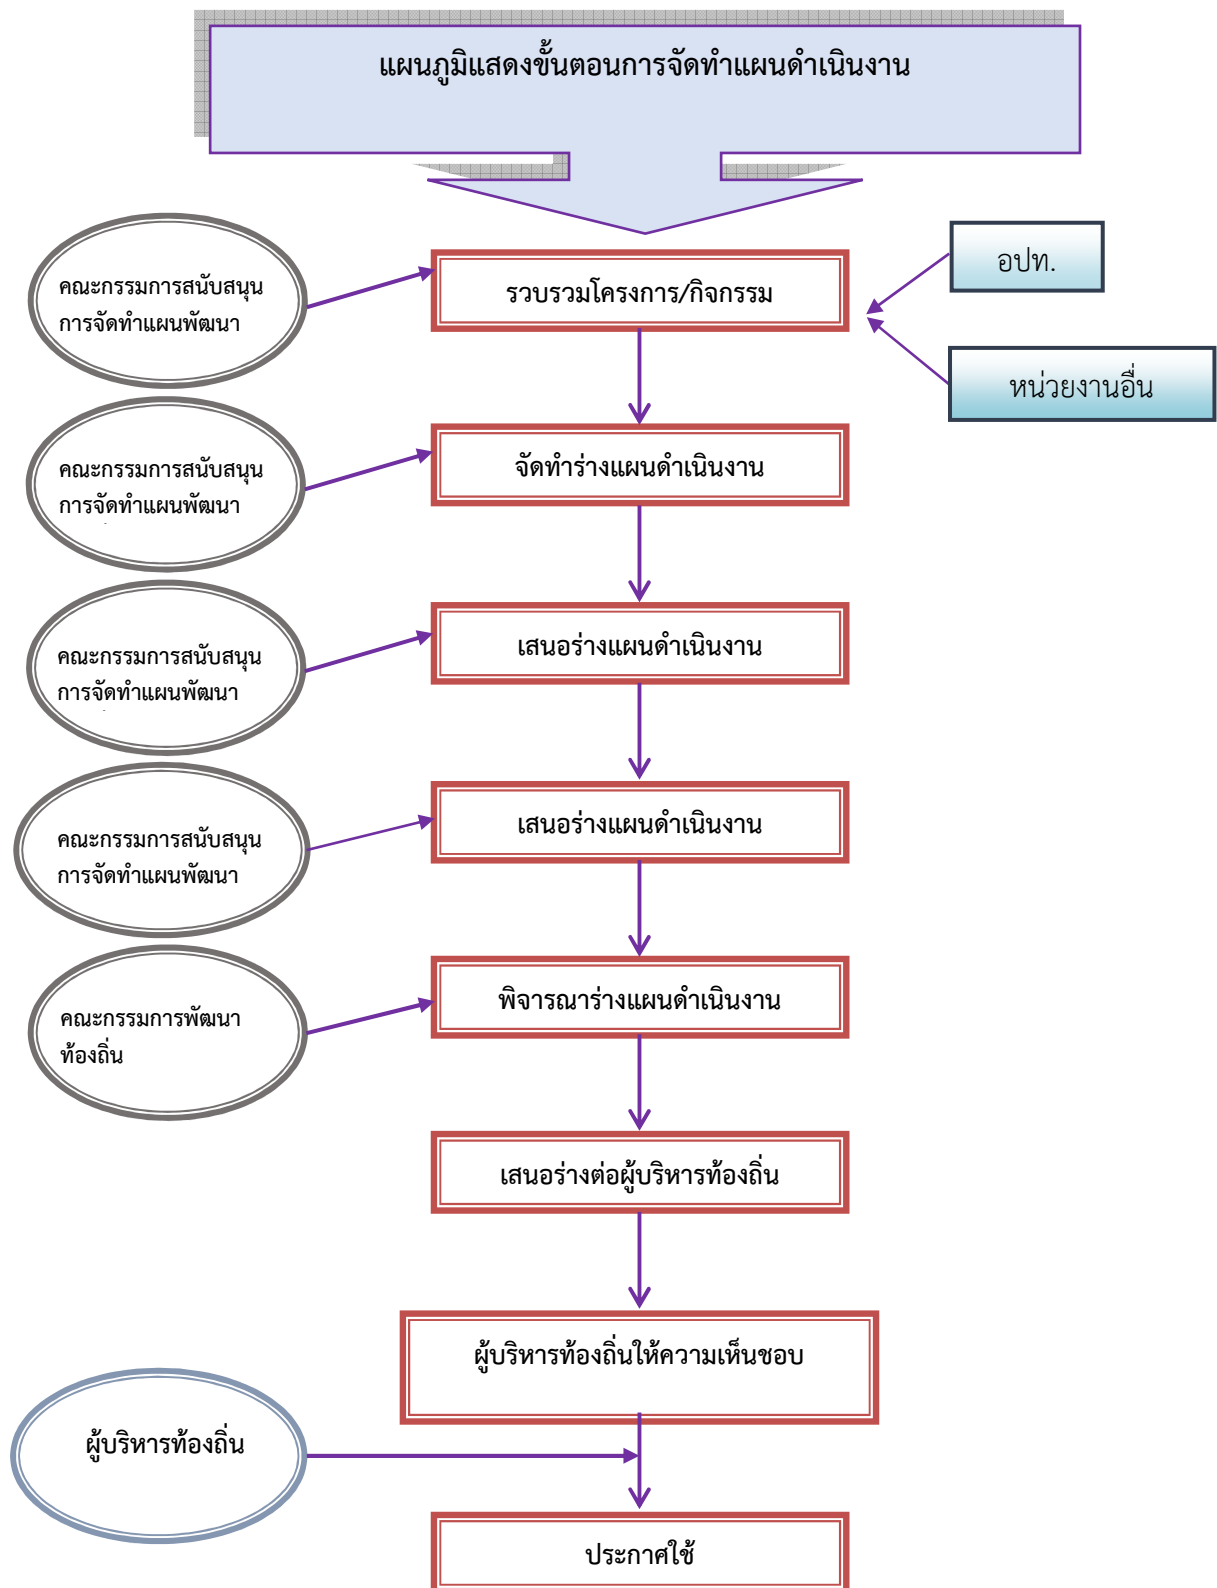 แผนภูมิแสดงขั้นตอนการจัดทำแผนดำเนินงาน
คณะกรรมการสนับสนุน
การจัดทำแผนพัฒนา
รวบรวมโครงการ/กิจกรรม
อปท.
หน่วยงานอื่น
คณะกรรมการสนับสนุน
การจัดทำแผนพัฒนา
จัดทำร่างแผนดำเนินงาน
คณะกรรมการสนับสนุน
การจัดทำแผนพัฒนา
เสนอร่างแผนดำเนินงาน
คณะกรรมการสนับสนุน
การจัดทำแผนพัฒนา
เสนอร่างแผนดำเนินงาน
คณะกรรมการพัฒนา
ท้องถิ่น
พิจารณาร่างแผนดำเนินงาน
เสนอร่างต่อผู้บริหารท้องถิ่น
ผู้บริหารท้องถิ่นให้ความเห็นชอบ
ผู้บริหารท้องถิ่น
ประกาศใช้